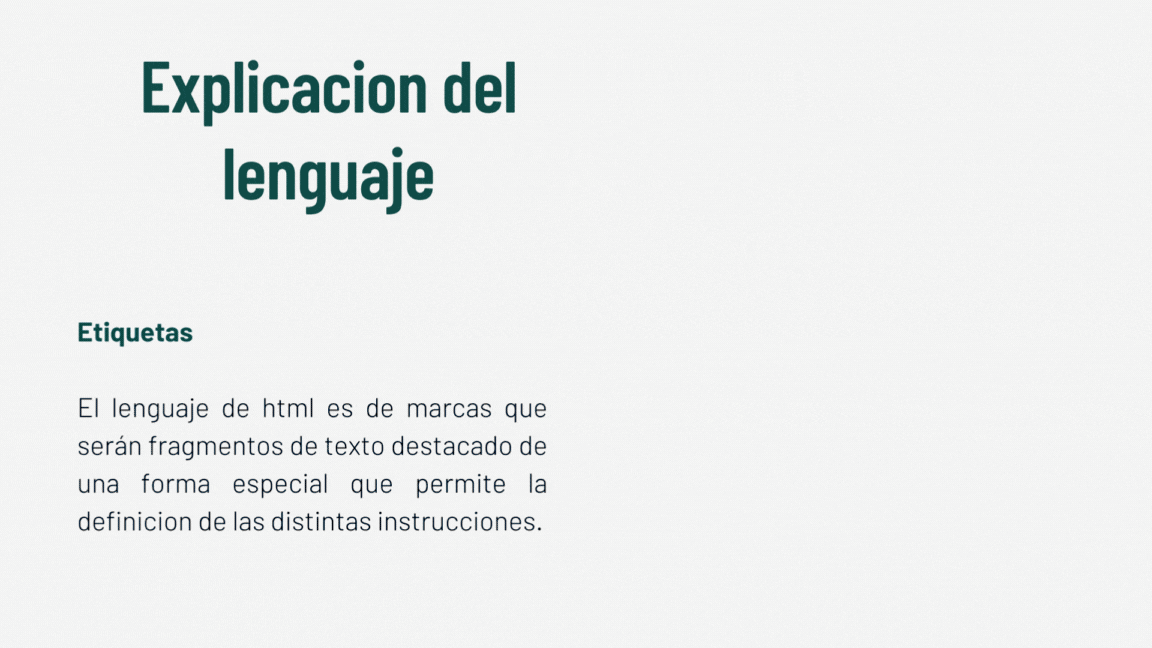 Explicacion del
lenguaje
Etiquetas
El lenguaje de html es de marcas que
serán fragmentos de texto destacado de
una forma especial que permite la
definicion de las distintas instrucciones.